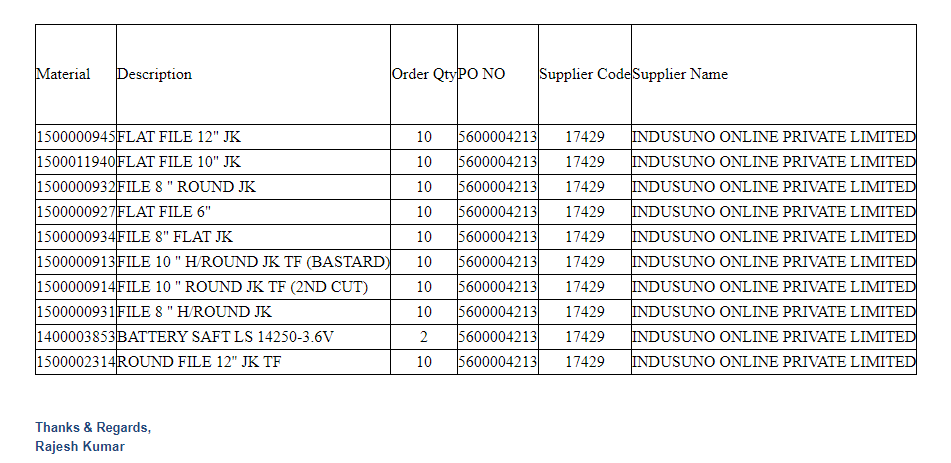 Material Description Order Qty PO NO Supplier Code Supplier Name
1500000945 FLAT FILE 12" JK 10 5600004213 17429 INDUSUNO ONLINE PRIVATE LIMITED
1500011940 FLAT FILE 10" JK 10 5600004213 17429 INDUSUNO ONLINE PRIVATE LIMITED
1500000932 FILE 8 " ROUND JK 10 5600004213 17429 INDUSUNO ONLINE PRIVATE LIMITED
1500000927 FLAT FILE 6" 10 5600004213 17429 INDUSUNO ONLINE PRIVATE LIMITED
1500000934 FILE 8" FLAT JK 10 5600004213 17429 INDUSUNO ONLINE PRIVATE LIMITED
1500000913 FILE 10 " H/ROUND JK TF (BASTARD) 10 5600004213 17429 INDUSUNO ONLINE PRIVATE LIMITED
1500000914 FILE 10 " ROUND JK TF (2ND CUT) 10 5600004213 17429 INDUSUNO ONLINE PRIVATE LIMITED
1500000931 FILE 8 " H/ROUND JK 10 5600004213 17429 INDUSUNO ONLINE PRIVATE LIMITED
1400003853 BATTERY SAFT LS 14250-3.6V 2 5600004213 17429 INDUSUNO ONLINE PRIVATE LIMITED
1500002314 ROUND FILE 12" JK TF 10 5600004213 17429 INDUSUNO ONLINE PRIVATE LIMITED
Thanks & Regards,
Rajesh Kumar